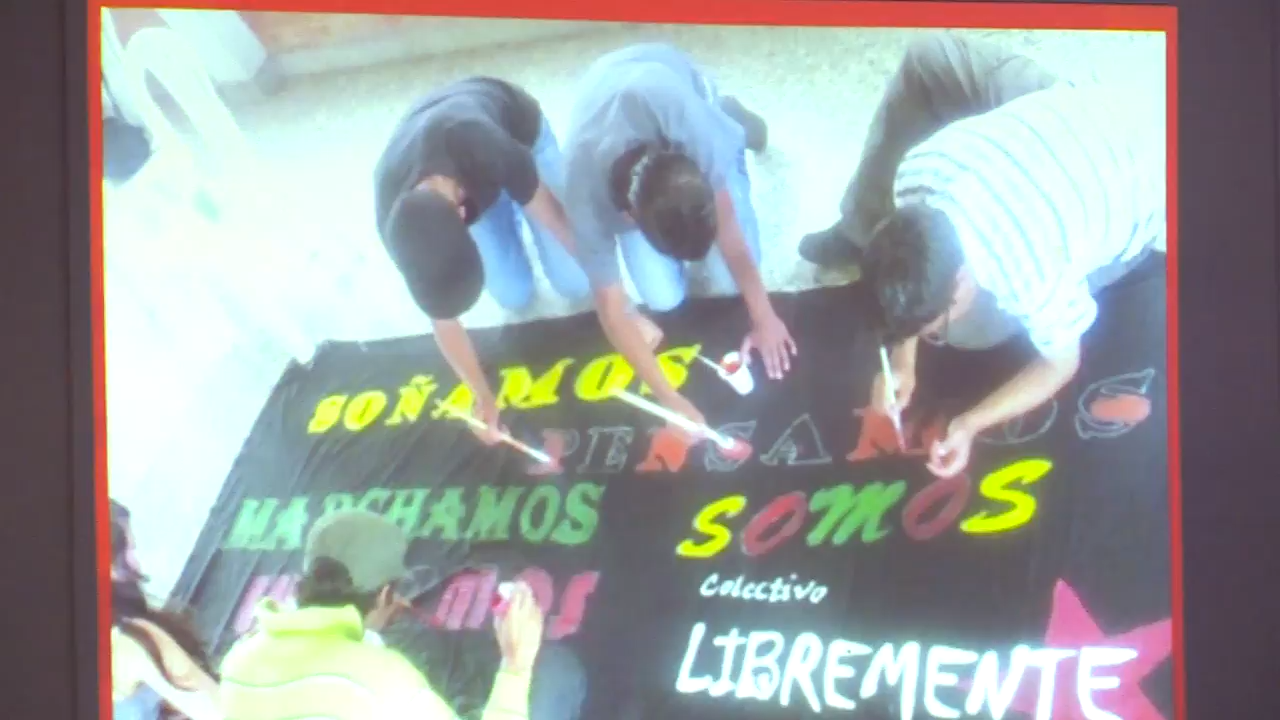 SOÑAMOS
PENSAMOS
MARCHAMOS
SOMOS
Colectivo
LIBREMENTE